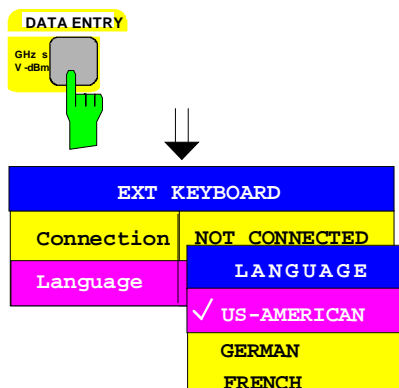 DATA ENTRY
GHz s
V -dBm
EXT KEYBOARD
Connection NOT CONNECTED
Language
LANGUAGE
US-AMERICAN
GERMAN
FRENCH